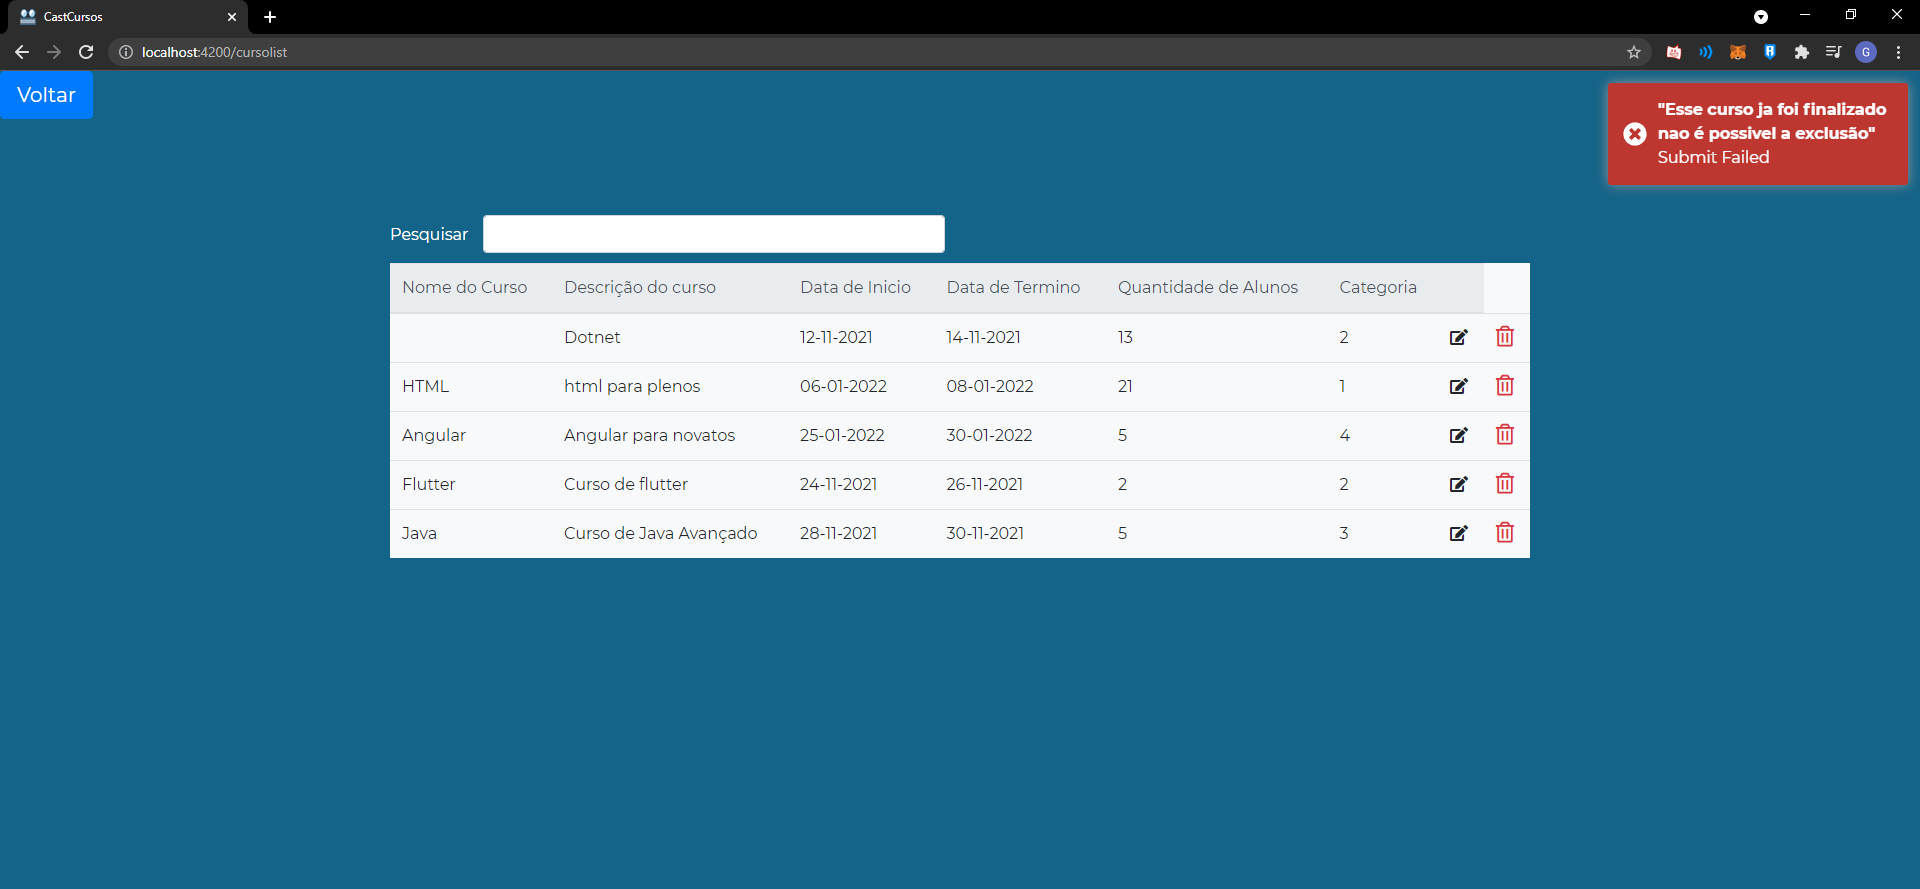 CastCursos
localhost:4200/cursolist
G
Voltar
"Esse curso ja foi finalizado
nao é possivel a exclusão"
Submit Failed
Pesquisar
Nome do Curso Descrição do curso Data de Inicio Data de Termino Quantidade de Alunos Categoria
Dotnet 12-11-2021 14-11-2021 13 2
HTML html para plenos 06-01-2022 08-01-2022 21 1
Angular Angular para novatos 25-01-2022 30-01-2022 5 4
Flutter Curso de flutter 24-11-2021 26-11-2021 2 2
Java Curso de Java Avançado 28-11-2021 30-11-2021 5 3